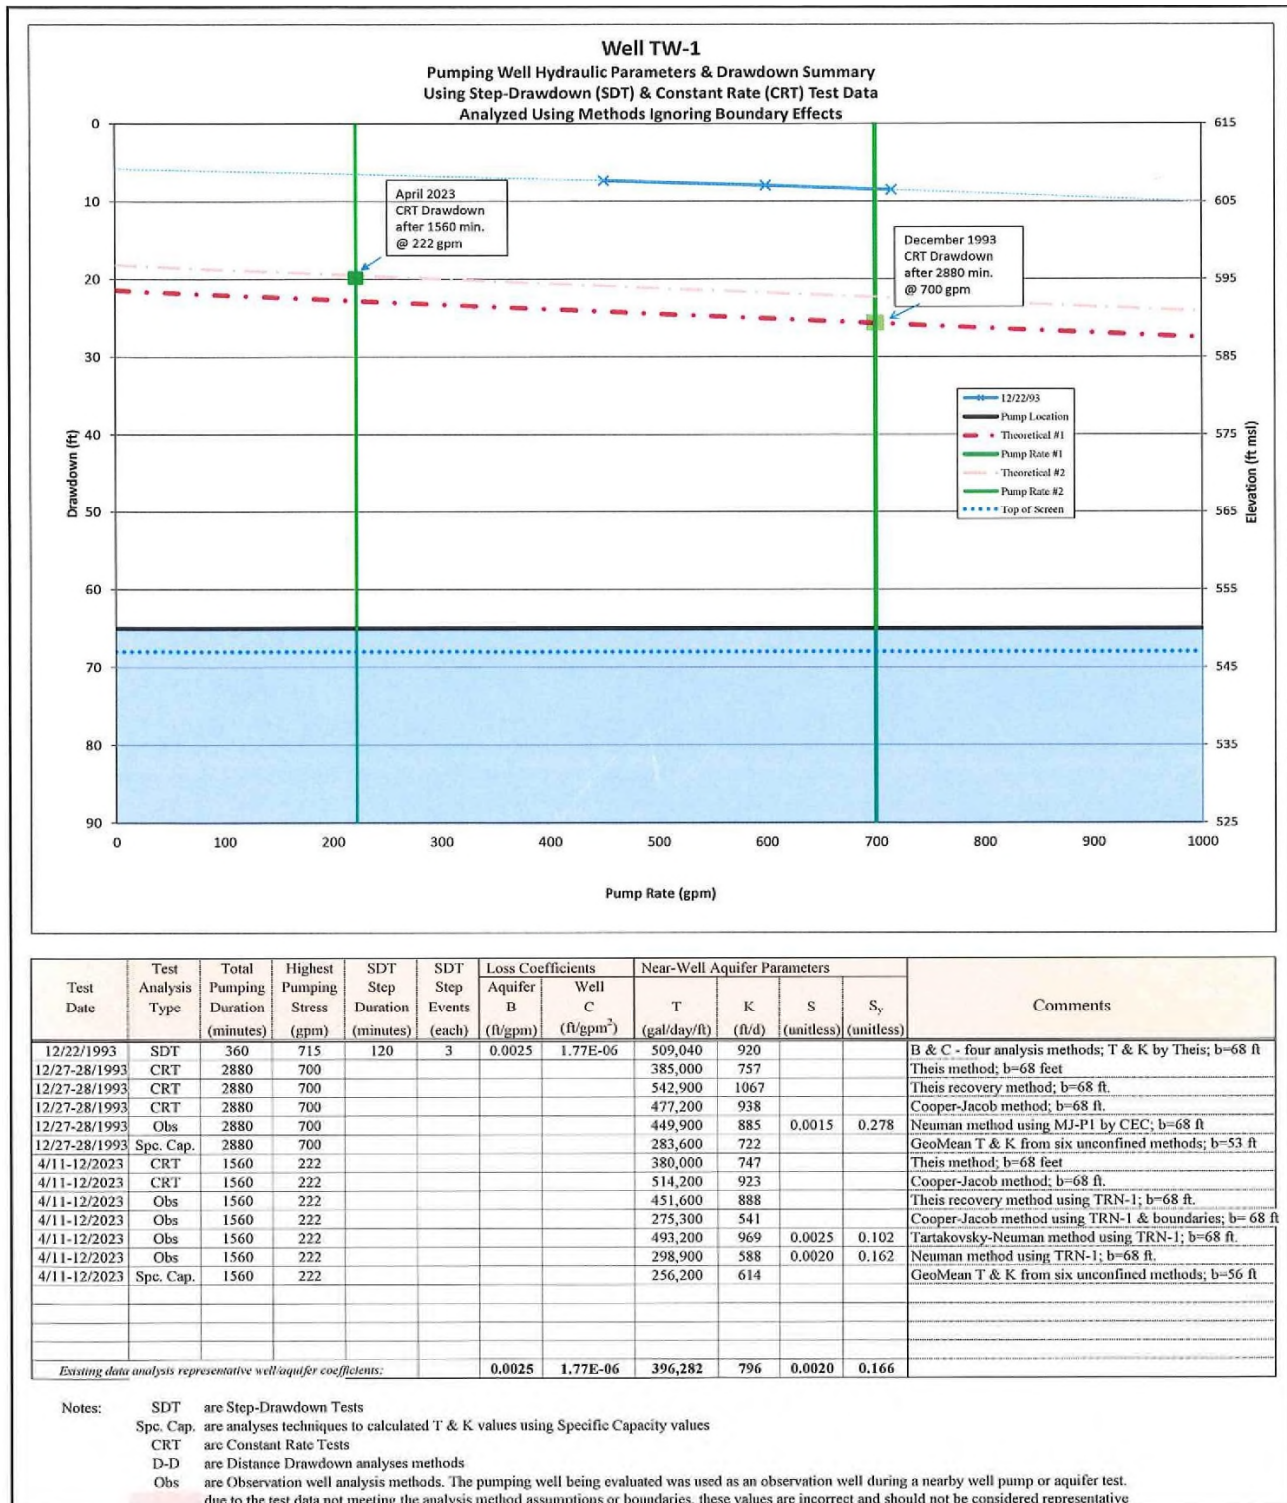 Well TW-1
Pumping Well Hydraulic Parameters & Drawdown Summary
Using Step-Drawdown (SDT) & Constant Rate (CRT) Test Data
Analyzed Using Methods Ignoring Boundary Effects
0 615
10 605
20 595
30 585
40 575
50 565
60 555
70 545
80 535
90 525
Drawdown (ft)
Elevation (ft msl)
April 2023
CRT Drawdown
after 1560 min.
@ 222 gpm
December 1993
CRT Drawdown
after 2880 min.
@ 700 gpm
12/22/93
Pump Location
Theoretical #1
Pump Rate #1
Theoretical #2
Pump Rate #2
Top of Screen
0 100 200 300 400 500 600 700 800 900 1000
Pump Rate (gpm)
Test Total Highest SDT SDT Loss Coefficients Near-Well Aquifer Parameters
Test Analysis Pumping Pumping Step Step Aquifer Well
Date Type Duration Stress Duration Events B C T K S Sy Comments
(minutes) (gpm) (minutes) (each) (ft/gpm) (ft/gpm²) (gal/day/ft) (ft/d) (unitless) (unitless)
12/22/1993 SDT 360 715 120 3 0.0025 1.77E-06 509,040 920 B & C - four analysis methods; T & K by Theis; b=68 ft
12/27-28/1993 CRT 2880 700 385,000 757 Theis method; b=68 feet
12/27-28/1993 CRT 2880 700 542,900 1067 Theis recovery method; b=68 ft.
12/27-28/1993 CRT 2880 700 477,200 938 Cooper-Jacob method; b=68 ft.
12/27-28/1993 Obs 2880 700 449,900 885 0.0015 0.278 Neuman method using MJ-P1 by CEC; b=68 ft
12/27-28/1993 Spc. Cap. 2880 700 283,600 722 GeoMean T & K from six unconfined methods; b=53 ft
4/11-12/2023 CRT 1560 222 380,000 747 Theis method; b=68 feet
4/11-12/2023 CRT 1560 222 514,200 923 Cooper-Jacob method; b=68 ft.
4/11-12/2023 Obs 1560 222 451,600 888 Theis recovery method using TRN-1; b=68 ft.
4/11-12/2023 Obs 1560 222 275,300 541 Cooper-Jacob method using TRN-1 & boundaries; b= 68 ft
4/11-12/2023 Obs 1560 222 493,200 969 0.0025 0.102 Tartakovsky-Neuman method using TRN-1; b=68 ft.
4/11-12/2023 Obs 1560 222 298,900 588 0.0020 0.162 Neuman method using TRN-1; b=68 ft.
4/11-12/2023 Spc. Cap. 1560 222 256,200 614 GeoMean T & K from six unconfined methods; b=56 ft
Existing data analysis representative well/aquifer coefficients: 0.0025 1.77E-06 396,282 796 0.0020 0.166
Notes: SDT are Step-Drawdown Tests
Spc. Cap. are analyses techniques to calculated T & K values using Specific Capacity values
CRT are Constant Rate Tests
D-D are Distance Drawdown analyses methods
Obs are Observation well analysis methods. The pumping well being evaluated was used as an observation well during a nearby well pump or aquifer test.
due to the test data not meeting the analysis method assumptions or boundaries, these values are incorrect and should not be considered representative